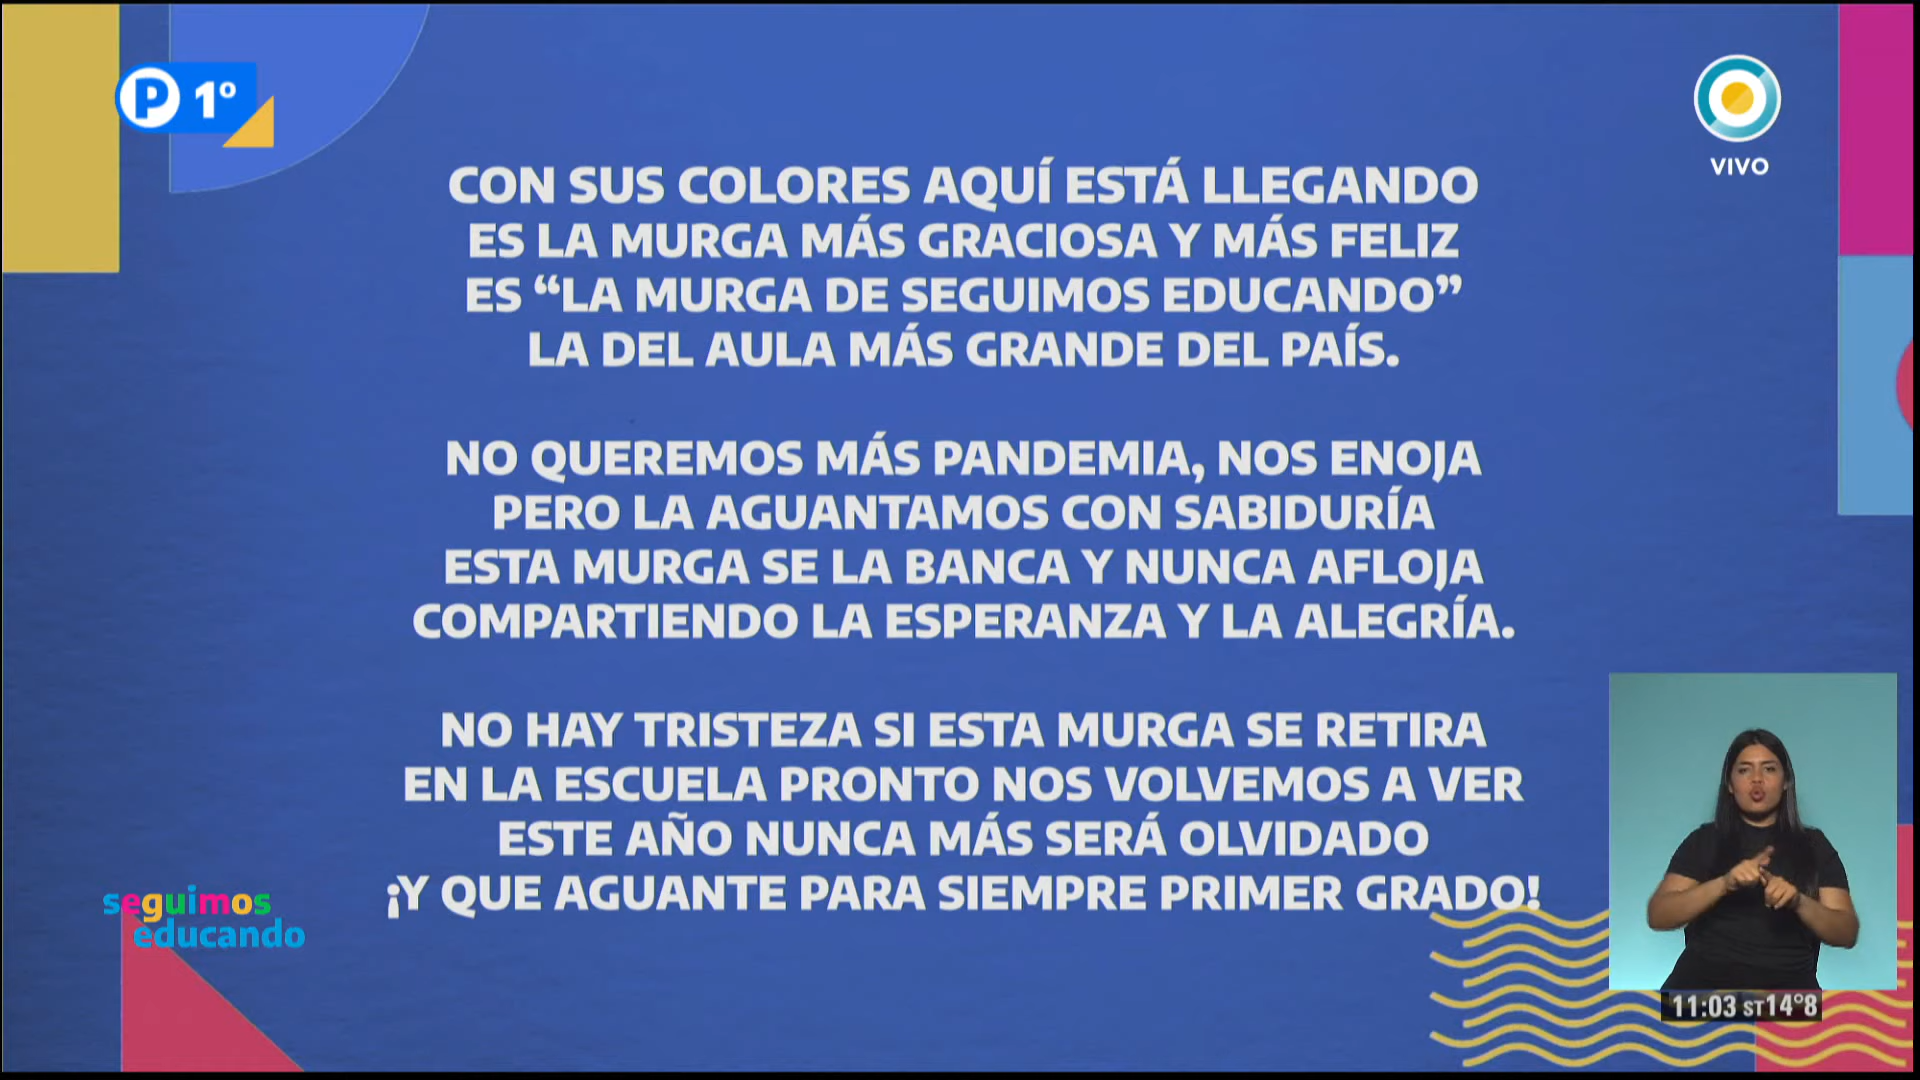 P 1º
VIVO
CON SUS COLORES AQUÍ ESTÁ LLEGANDO
ES LA MURGA MÁS GRACIOSA Y MÁS FELIZ
ES “LA MURGA DE SEGUIMOS EDUCANDO”
LA DEL AULA MÁS GRANDE DEL PAÍS.
NO QUEREMOS MÁS PANDEMIA, NOS ENOJA
PERO LA AGUANTAMOS CON SABIDURÍA
ESTA MURGA SE LA BANCA Y NUNCA AFLOJA
COMPARTIENDO LA ESPERANZA Y LA ALEGRÍA.
NO HAY TRISTEZA SI ESTA MURGA SE RETIRA
EN LA ESCUELA PRONTO NOS VOLVEMOS A VER
ESTE AÑO NUNCA MÁS SERÁ OLVIDADO
¡Y QUE AGUANTE PARA SIEMPRE PRIMER GRADO!
seguimos
educando
11:03 ST 14º8